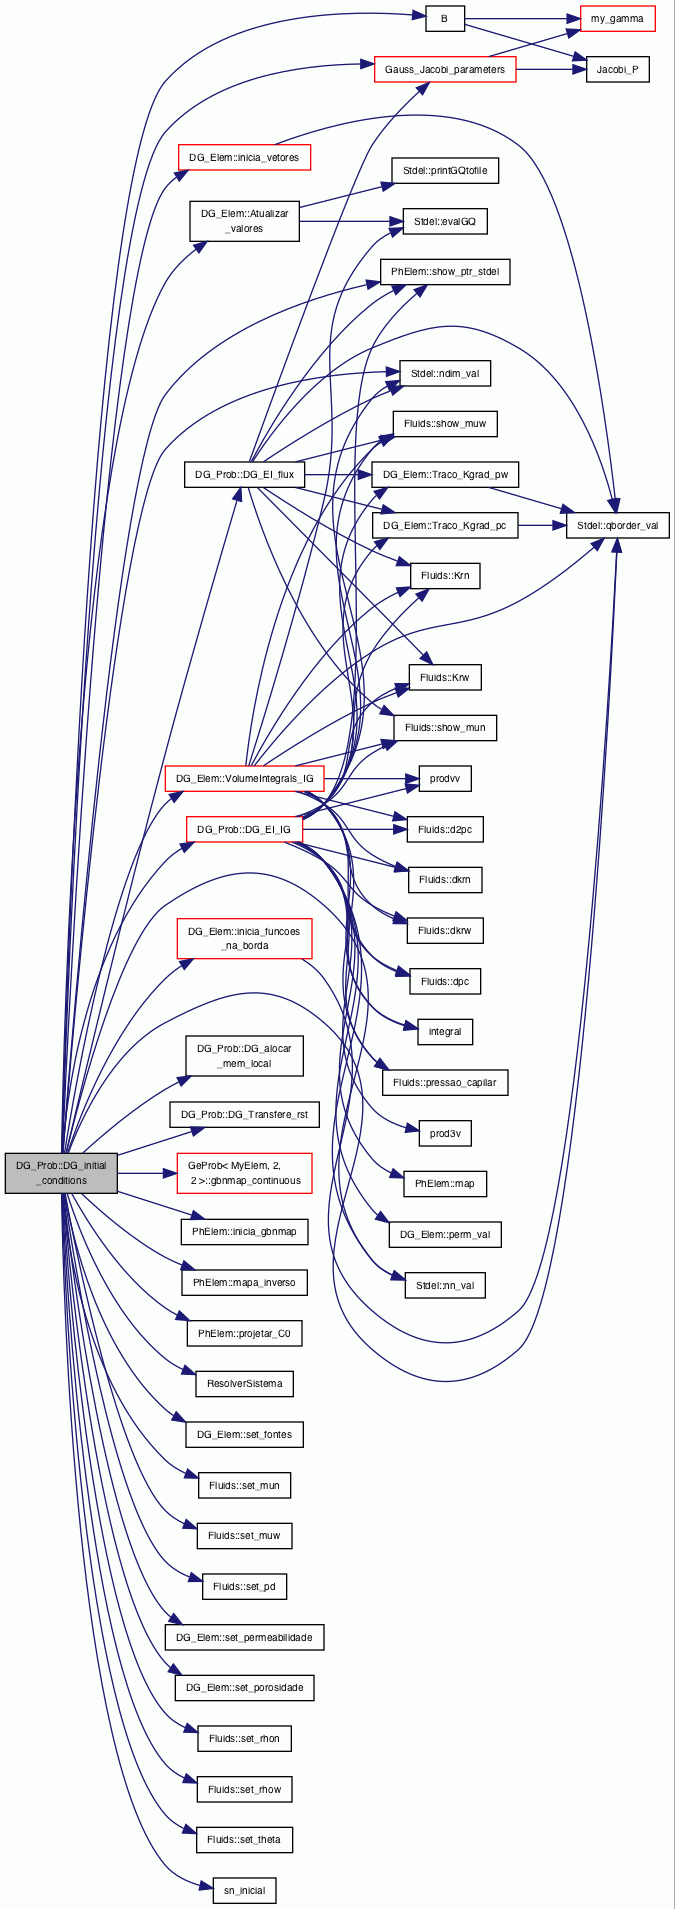 B
my_gamma
Gauss_Jacobi_parameters
Jacobi_P
DG_Elem::inicia_vetores
Stdel::printGQtofile
DG_Elem::Atualizar
_valores
Stdel::evalGQ
PhElem::show_ptr_stdel
Stdel::ndim_val
Fluids::show_muw
DG_Prob::DG_EI_flux
DG_Elem::Traco_Kgrad_pw
DG_Elem::Traco_Kgrad_pc
Stdel::qborder_val
Fluids::Krn
Fluids::Krw
Fluids::show_mun
DG_Elem::VolumeIntegrals_IG
prodvv
DG_Prob::DG_EI_IG
Fluids::d2pc
Fluids::dkrn
DG_Elem::inicia_funcoes
_na_borda
Fluids::dkrw
Fluids::dpc
integral
DG_Prob::DG_alocar
_mem_local
Fluids::pressao_capilar
DG_Prob::DG_Transfere_rst
prod3v
DG_Prob::DG_initial
_conditions
GeProb< MyElem, 2,
2 >::gbnmap_continuous
PhElem::map
PhElem::inicia_gbnmap
DG_Elem::perm_val
PhElem::mapa_inverso
Stdel::nn_val
PhElem::projetar_C0
ResolverSistema
DG_Elem::set_fontes
Fluids::set_mun
Fluids::set_muw
Fluids::set_pd
DG_Elem::set_permeabilidade
DG_Elem::set_porosidade
Fluids::set_rhon
Fluids::set_rhow
Fluids::set_theta
sn_inicial